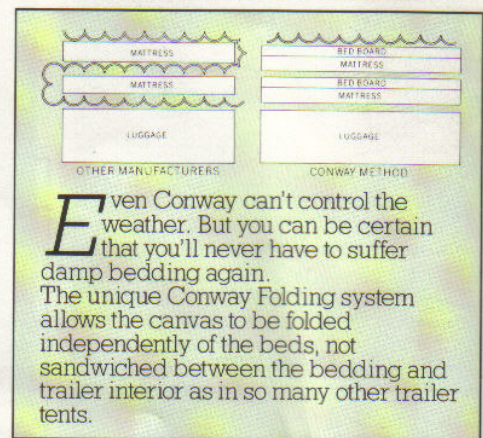 MATTRESS
MATTRESS
LUGGAGE
OTHER MANUFACTURERS
BED BOARD
MATTRESS
BED BOARD
MATTRESS
LUGGAGE
CONWAY METHOD
Even Conway can't control the
weather. But you can be certain
that you'll never have to suffer
damp bedding again.
The unique Conway Folding system
allows the canvas to be folded
independently of the beds, not
sandwiched between the bedding and
trailer interior as in so many other trailer
tents.